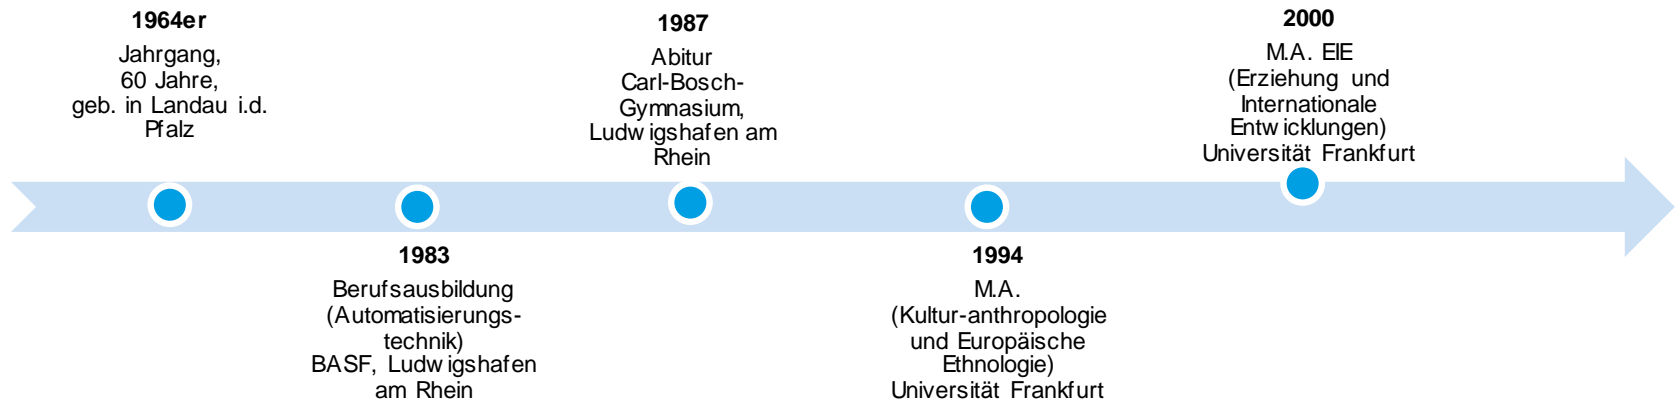 1964er
Jahrgang,
60 Jahre,
geb. in Landau i.d.
Pfalz
1983
Berufsausbildung
(Automatisierungs-
technik)
BASF, Ludwigshafen
am Rhein
1987
Abitur
Carl-Bosch-
Gymnasium,
Ludwigshafen am
Rhein
1994
M.A.
(Kultur-anthropologie
und Europäische
Ethnologie)
Universität Frankfurt
2000
M.A. EIE
(Erziehung und
Internationale
Entwicklungen)
Universität Frankfurt